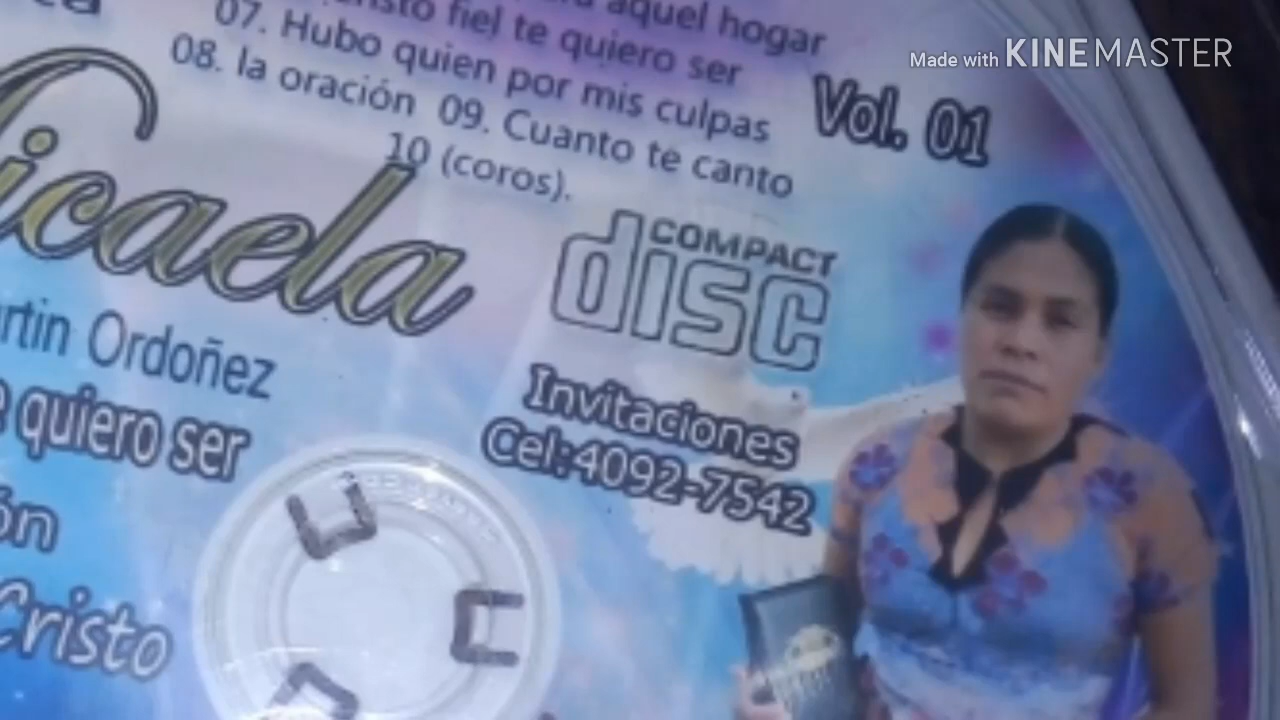 aquel hogar
fiel te quiero ser
07. Hubo quien por mis culpas
08. la oración 09. Cuanto te canto
10 (coros).
Made with KINEMASTER
Vol. 01
icaela
COMPACT
disc
rtin Ordoñez
quiero ser
Invitaciones
Cel:4092-7542
ón
Cristo